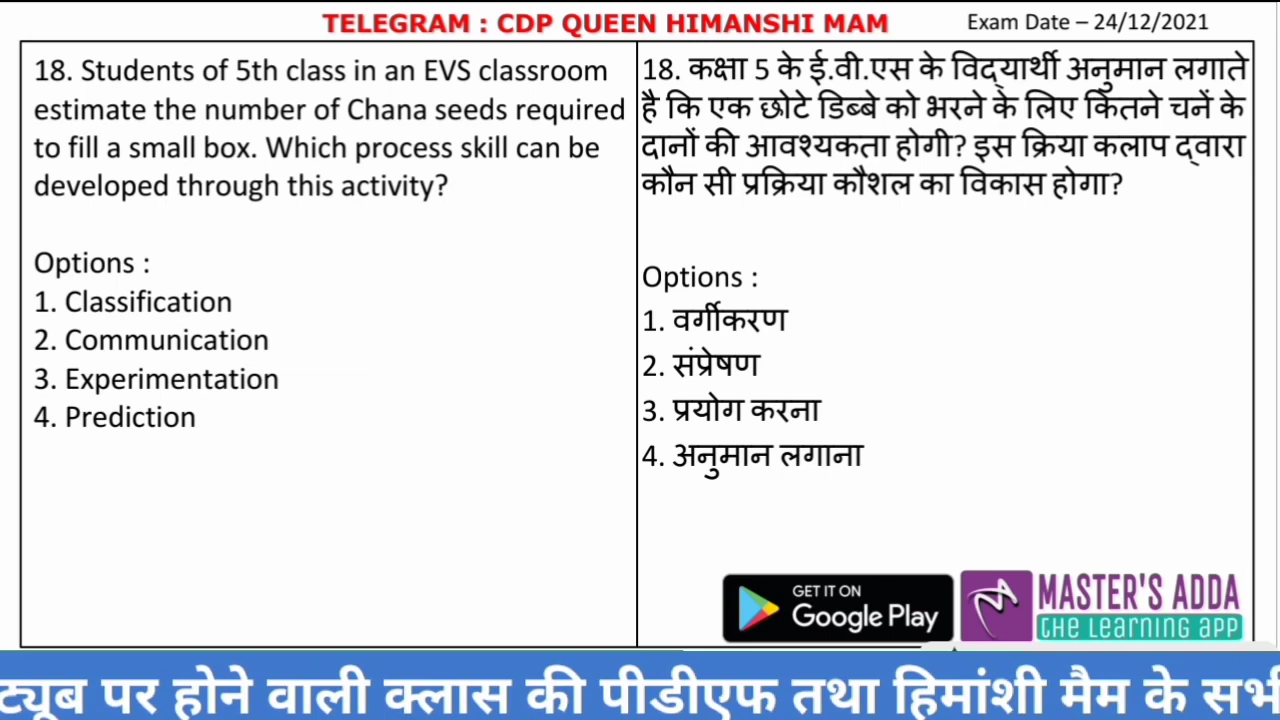 TELEGRAM : CDP QUEEN HIMANSHI MAM
Exam Date – 24/12/2021
18. Students of 5th class in an EVS classroom
estimate the number of Chana seeds required
to fill a small box. Which process skill can be
developed through this activity?
Options :
1. Classification
2. Communication
3. Experimentation
4. Prediction
18. कक्षा 5 के ई.वी.एस के विद्यार्थी अनुमान लगाते
है कि एक छोटे डिब्बे को भरने के लिए कितने चनें के
दानों की आवश्यकता होगी? इस क्रिया कलाप द्वारा
कौन सी प्रक्रिया कौशल का विकास होगा?
Options :
1. वर्गीकरण
2. संप्रेषण
3. प्रयोग करना
4. अनुमान लगाना
GET IT ON
Google Play
MASTER'S ADDA
THE LEARNING APP
ट्यूब पर होने वाली क्लास की पीडीएफ तथा हिमांशी मैम के सभी